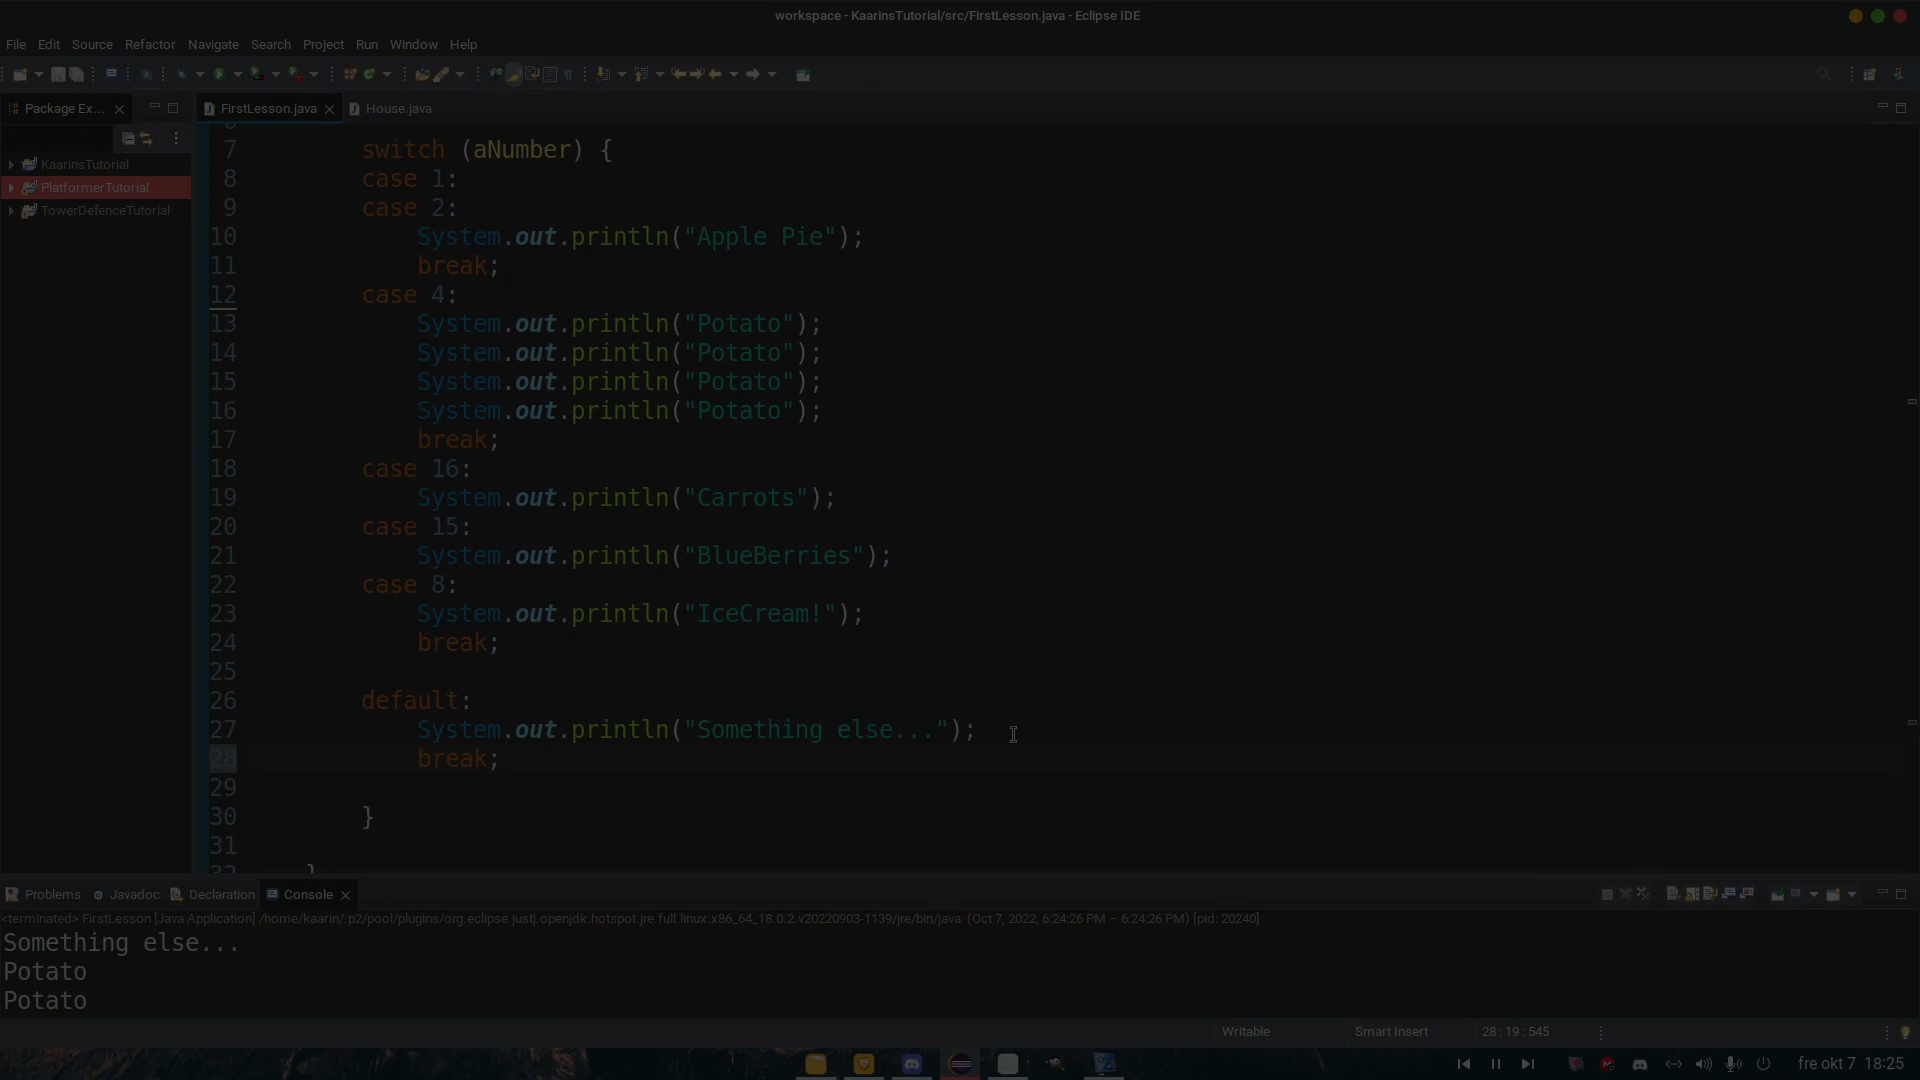 workspace - KaarinsTutorial/src/FirstLesson.java - Eclipse IDE
File Edit Source Refactor Navigate Search Project Run Window Help
Package Ex...
FirstLesson.java
House.java
KaarinsTutorial
PlatformerTutorial
TowerDefenceTutorial
7 switch (aNumber) {
8 case 1:
9 case 2:
10 System.out.println("Apple Pie");
11 break;
12 case 4:
13 System.out.println("Potato");
14 System.out.println("Potato");
15 System.out.println("Potato");
16 System.out.println("Potato");
17 break;
18 case 16:
19 System.out.println("Carrots");
20 case 15:
21 System.out.println("BlueBerries");
22 case 8:
23 System.out.println("IceCream!");
24 break;
25
26 default:
27 System.out.println("Something else...");
28 break;
29
30 }
31
32 }
Problems Javadoc Declaration Console
<terminated> FirstLesson [Java Application] /home/kaarin/.p2/pool/plugins/org.eclipse.justj.openjdk.hotspot.jre.full.linux.x86_64_18.0.2.v20220903-1139/jre/bin/java (Oct 7, 2022, 6:24:26 PM – 6:24:26 PM) [pid: 20240]
Something else...
Potato
Potato
Writable Smart Insert 28 : 19 : 545
fre okt 7 18:25